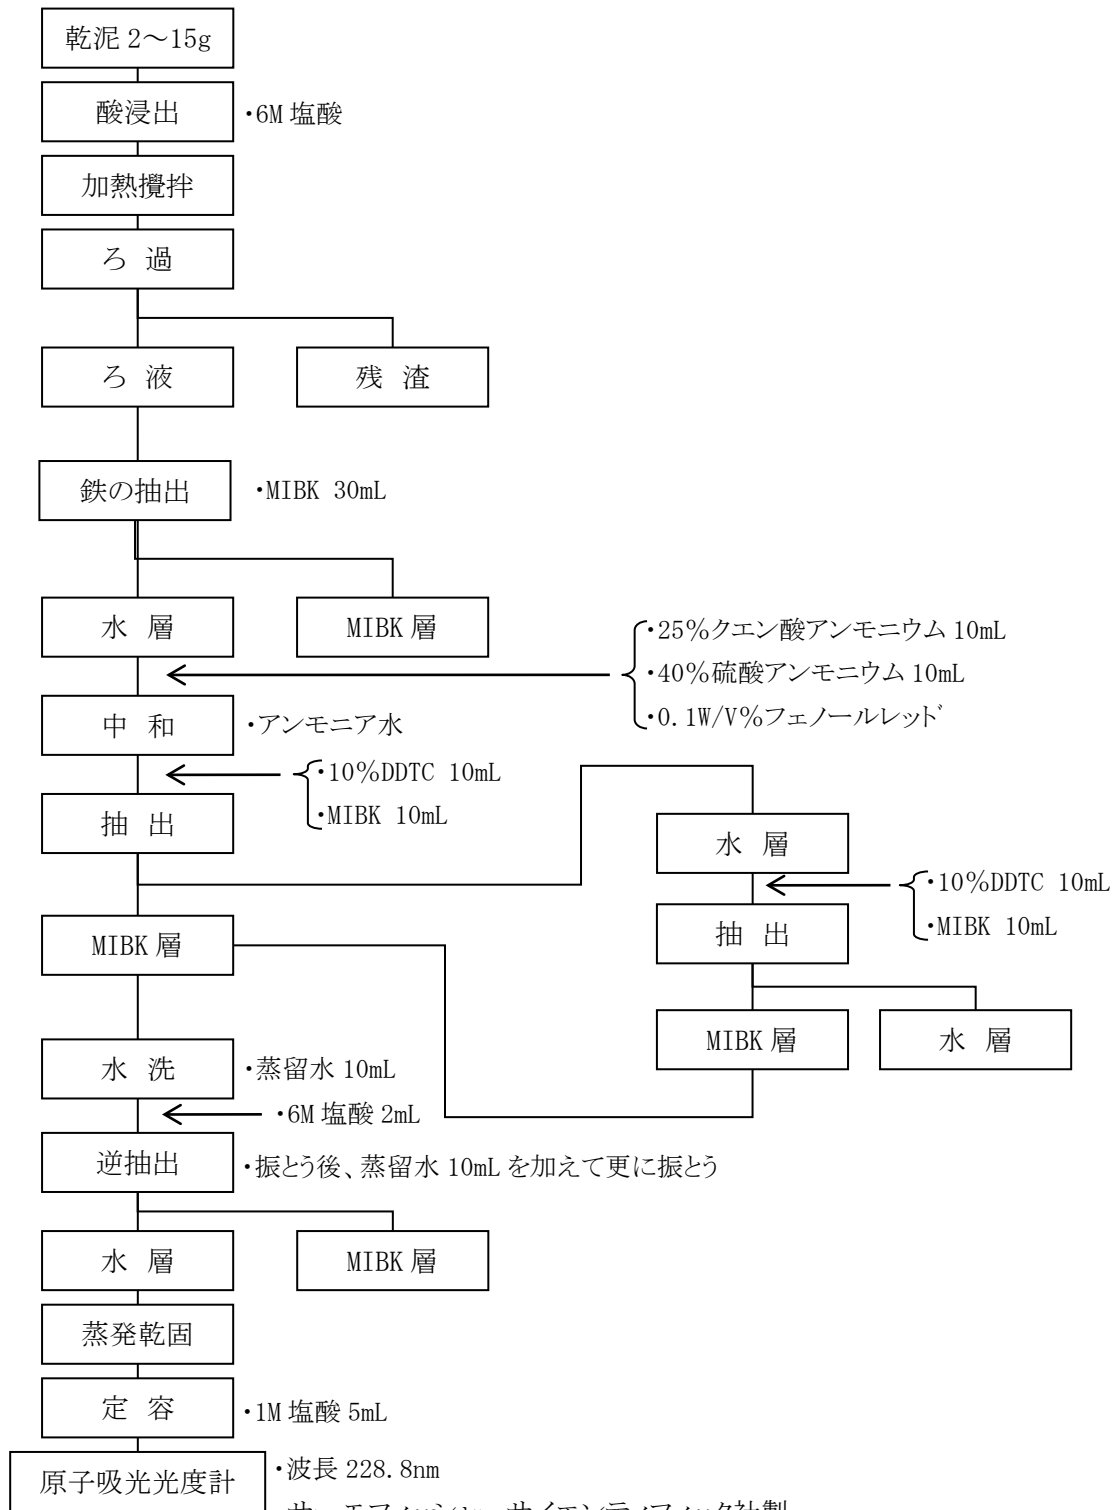 乾泥 2～15g
酸浸出 ・6M 塩酸
加熱攪拌
ろ 過
ろ 液 残 渣
鉄の抽出 ・MIBK 30mL
水 層 MIBK 層
・25％クエン酸アンモニウム 10mL
・40％硫酸アンモニウム 10mL
・0.1W/V％フェノールレッド
中 和 ・アンモニア水
・10％DDTC 10mL
・MIBK 10mL
抽 出
水 層
・10％DDTC 10mL
・MIBK 10mL
抽 出
MIBK 層
MIBK 層 水 層
水 洗 ・蒸留水 10mL
・6M 塩酸 2mL
逆抽出 ・振とう後、蒸留水 10mL を加えて更に振とう
水 層 MIBK 層
蒸発乾固
定 容 ・1M 塩酸 5mL
原子吸光光度計 ・波長 228.8nm